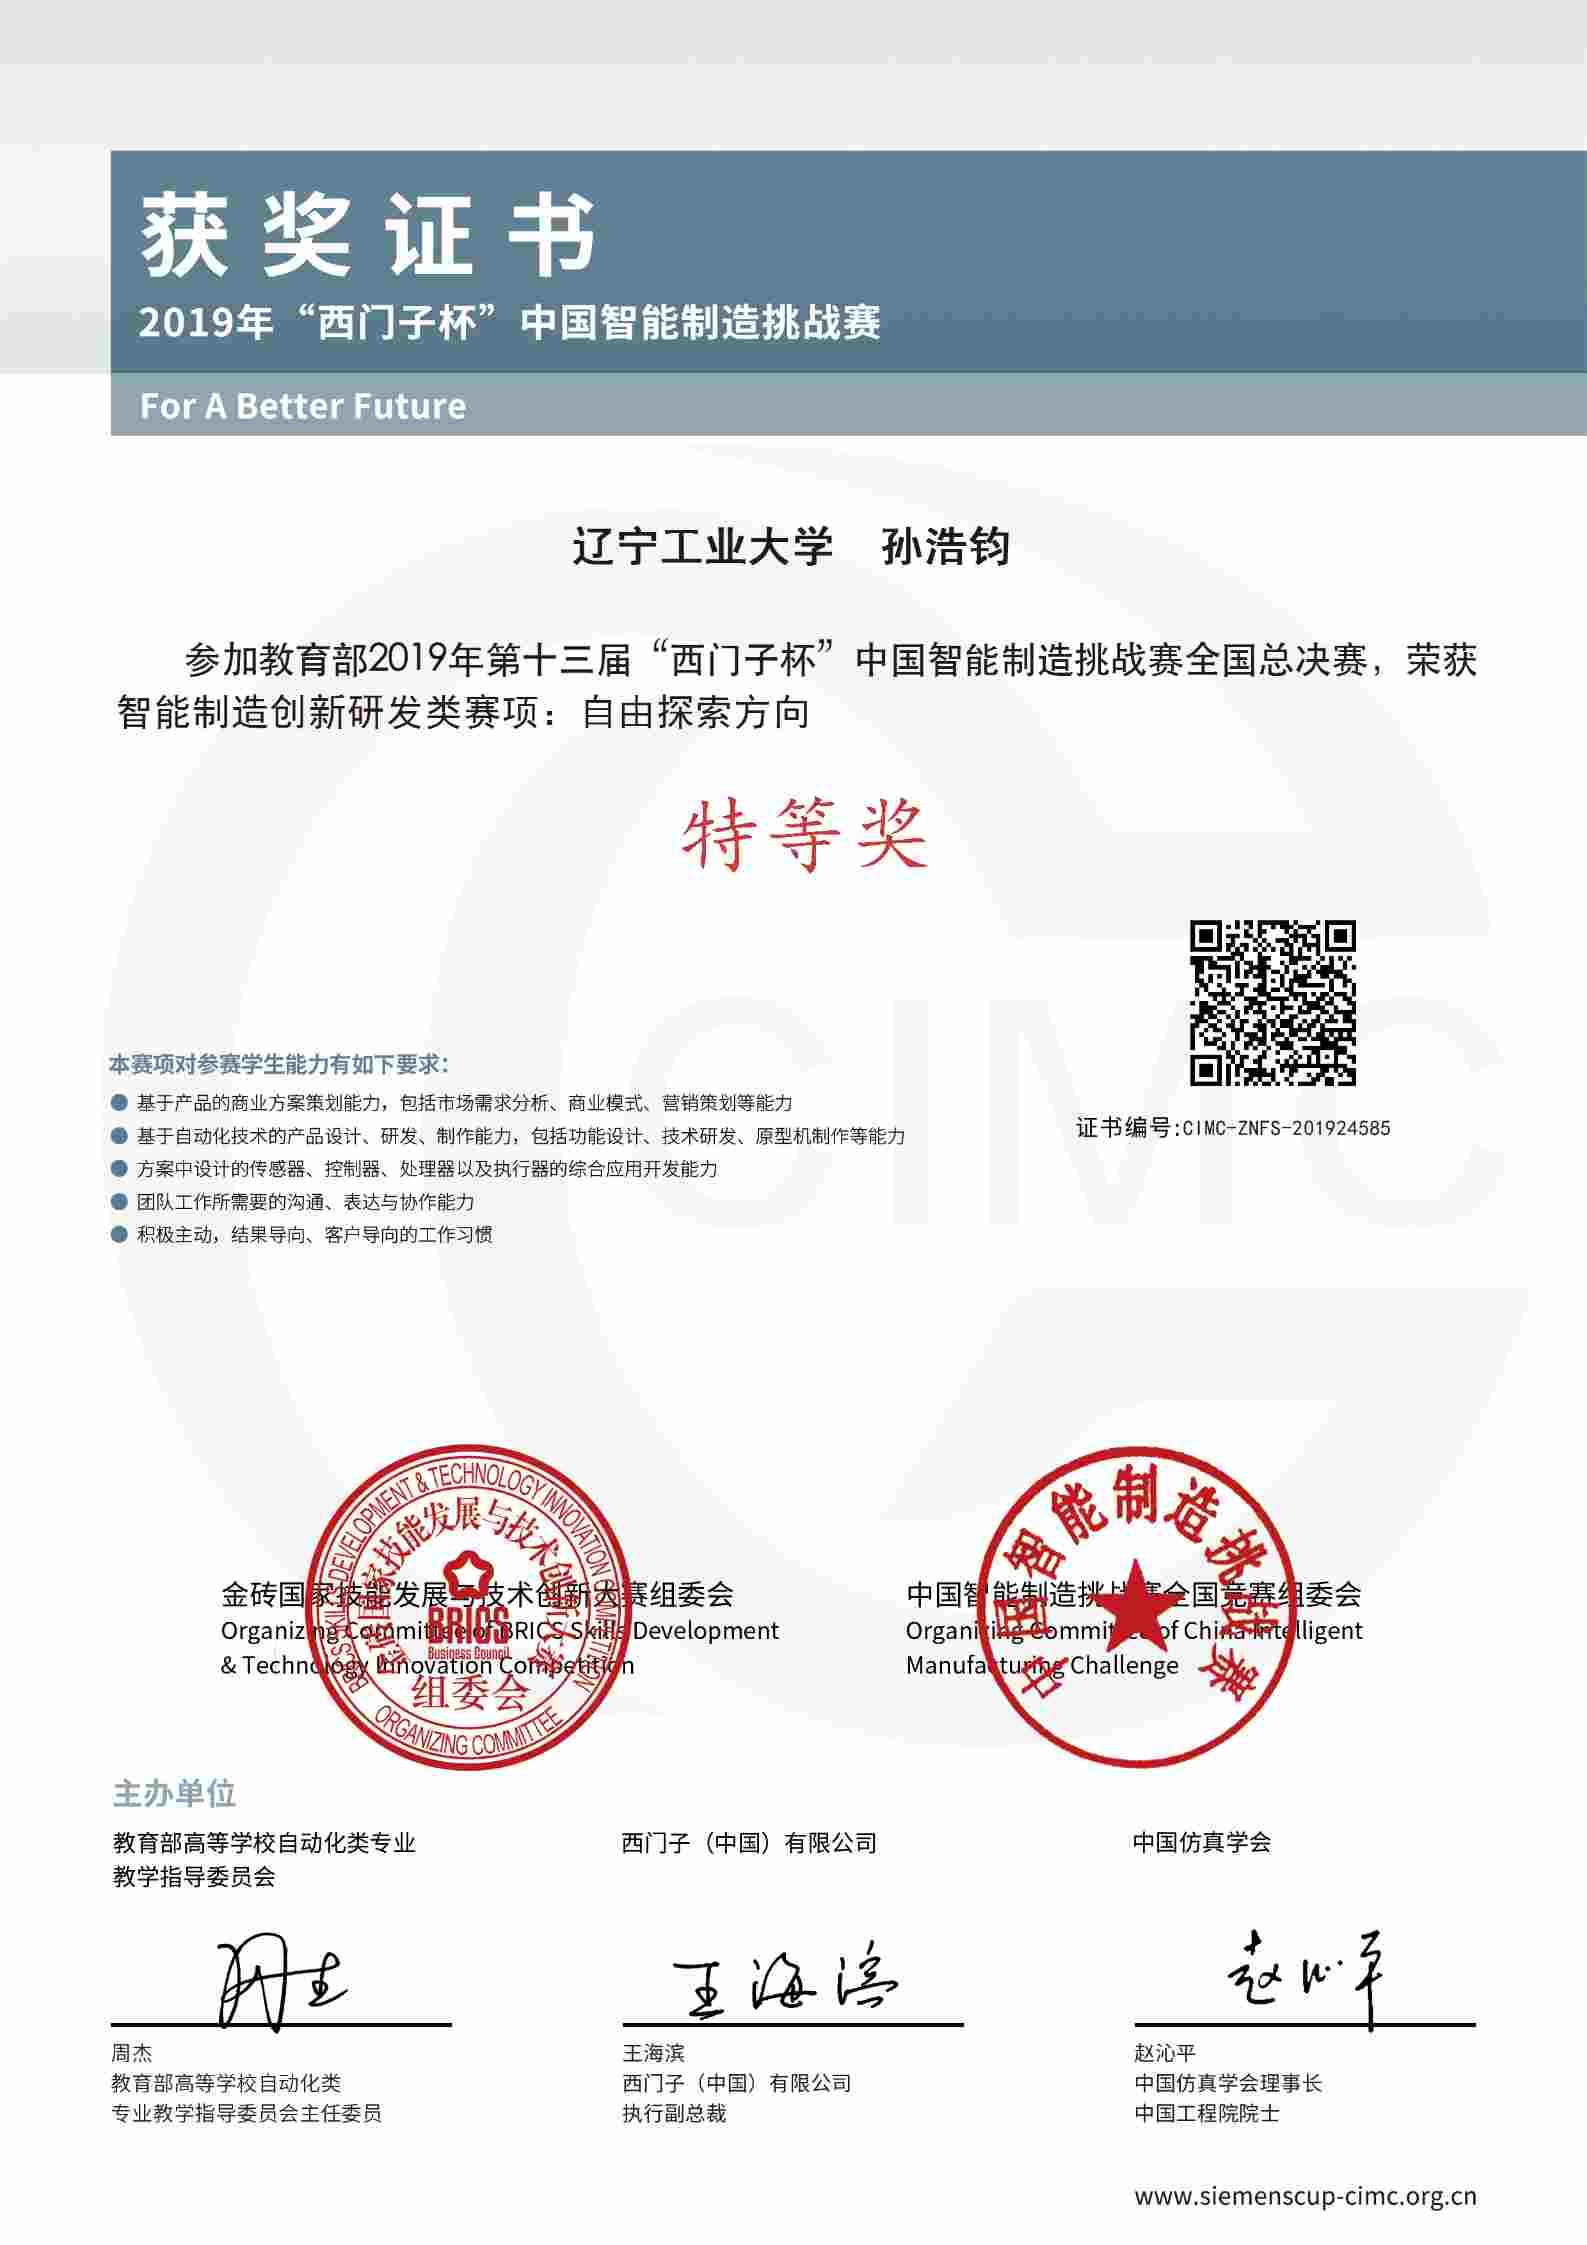 获奖证书
2019年“西门子杯”中国智能制造挑战赛
For A Better Future
辽宁工业大学 孙浩钧
参加教育部2019年第十三届“西门子杯”中国智能制造挑战赛全国总决赛，荣获
智能制造创新研发类赛项：自由探索方向
特等奖
本赛项对参赛学生能力有如下要求：
基于产品的商业方案策划能力，包括市场需求分析、商业模式、营销策划等能力
基于自动化技术的产品设计、研发、制作能力，包括功能设计、技术研发、原型机制作等能力
方案中设计的传感器、控制器、处理器以及执行器的综合应用开发能力
团队工作所需要的沟通、表达与协作能力
积极主动，结果导向、客户导向的工作习惯
证书编号:CIMC-ZNFS-201924585
CIMC
金砖国家技能发展与技术创新大赛组委会
Organizing Committee of BRICS Skills Development
& Technology Innovation Competition
BRICS SKILLS DEVELOPMENT & TECHNOLOGY INNOVATION COMPETITION
金砖国家技能发展与技术创新大赛
BRICS
Business Council
组委会
ORGANIZING COMMITTEE
中国智能制造挑战赛全国竞赛组委会
Organizing Committee of China Intelligent
Manufacturing Challenge
中国智能制造挑战赛
主办单位
教育部高等学校自动化类专业
教学指导委员会
西门子（中国）有限公司
中国仿真学会
王海滨
赵沁平
周杰
教育部高等学校自动化类
专业教学指导委员会主任委员
王海滨
西门子（中国）有限公司
执行副总裁
赵沁平
中国仿真学会理事长
中国工程院院士
www.siemenscup-cimc.org.cn